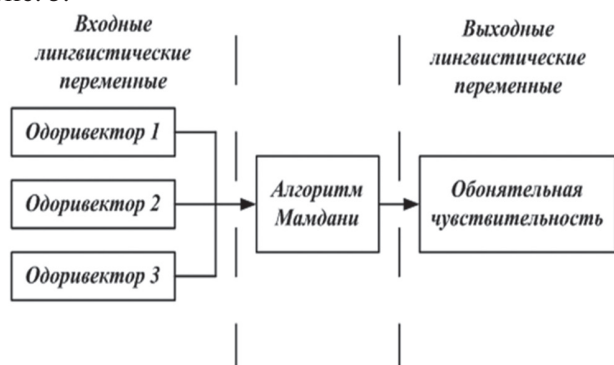 Входные
лингвистические
переменные
Выходные
лингвистические
переменные
Одоривектор 1
Одоривектор 2
Одоривектор 3
Алгоритм
Мамдани
Обонятельная
чувствительность